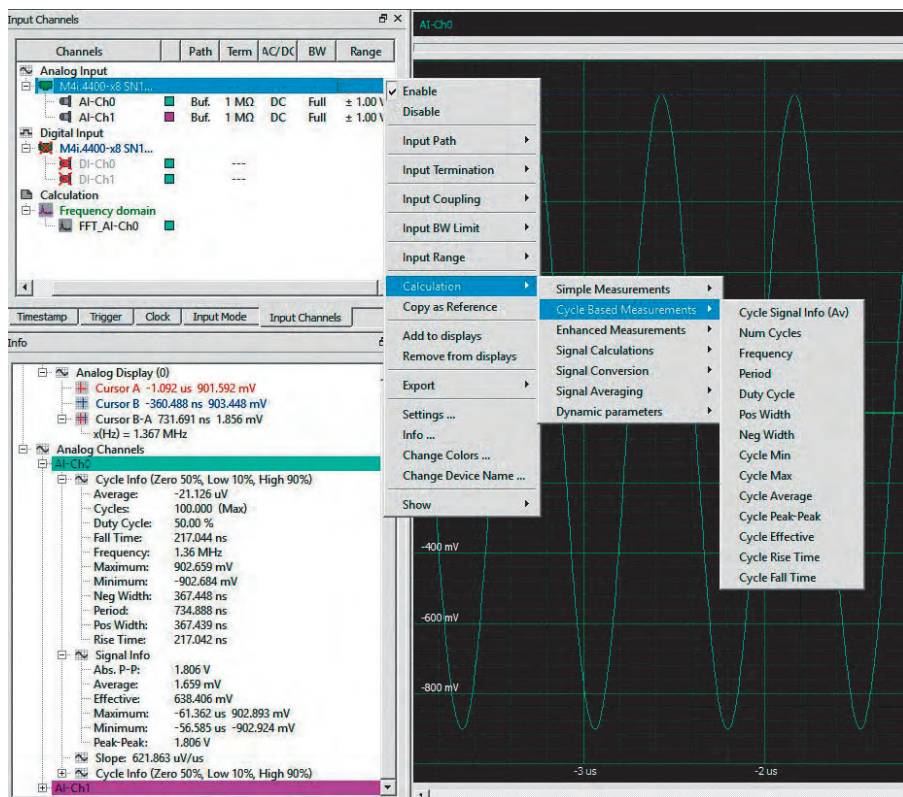 Input Channels
Channels Path Term AC/DC BW Range
Analog Input
M4i.4400-x8 SN1...
AI-Ch0 Buf. 1 MΩ DC Full ± 1.00 V
AI-Ch1 Buf. 1 MΩ DC Full ± 1.00 V
Digital Input
M4i.4400-x8 SN1...
DI-Ch0 ---
DI-Ch1 ---
Calculation
Frequency domain
FFT_AI-Ch0
Timestamp Trigger Clock Input Mode Input Channels
Info
Analog Display (0)
Cursor A -1.092 us 901.592 mV
Cursor B -360.488 ns 903.448 mV
Cursor B-A 731.691 ns 1.856 mV
x(Hz) = 1.367 MHz
Analog Channels
AI-Ch0
Cycle Info (Zero 50%, Low 10%, High 90%)
Average: -21.126 uV
Cycles: 100.000 (Max)
Duty Cycle: 50.00 %
Fall Time: 217.044 ns
Frequency: 1.36 MHz
Maximum: 902.659 mV
Minimum: -902.684 mV
Neg Width: 367.448 ns
Period: 734.888 ns
Pos Width: 367.439 ns
Rise Time: 217.042 ns
Signal Info
Abs. P-P: 1.806 V
Average: 1.659 mV
Effective: 638.406 mV
Maximum: -61.362 us 902.893 mV
Minimum: -56.585 us -902.924 mV
Peak-Peak: 1.806 V
Slope: 621.863 uV/us
Cycle Info (Zero 50%, Low 10%, High 90%)
AI-Ch1
Enable
Disable
Input Path
Input Termination
Input Coupling
Input BW Limit
Input Range
Calculation
Copy as Reference
Add to displays
Remove from displays
Export
Settings ...
Info ...
Change Colors ...
Change Device Name ...
Show
Simple Measurements
Cycle Based Measurements
Enhanced Measurements
Signal Calculations
Signal Conversion
Signal Averaging
Dynamic parameters
Cycle Signal Info (Av)
Num Cycles
Frequency
Period
Duty Cycle
Pos Width
Neg Width
Cycle Min
Cycle Max
Cycle Average
Cycle Peak-Peak
Cycle Effective
Cycle Rise Time
Cycle Fall Time
AI-Ch0
-400 mV
-600 mV
-800 mV
-3 us
-2 us
1